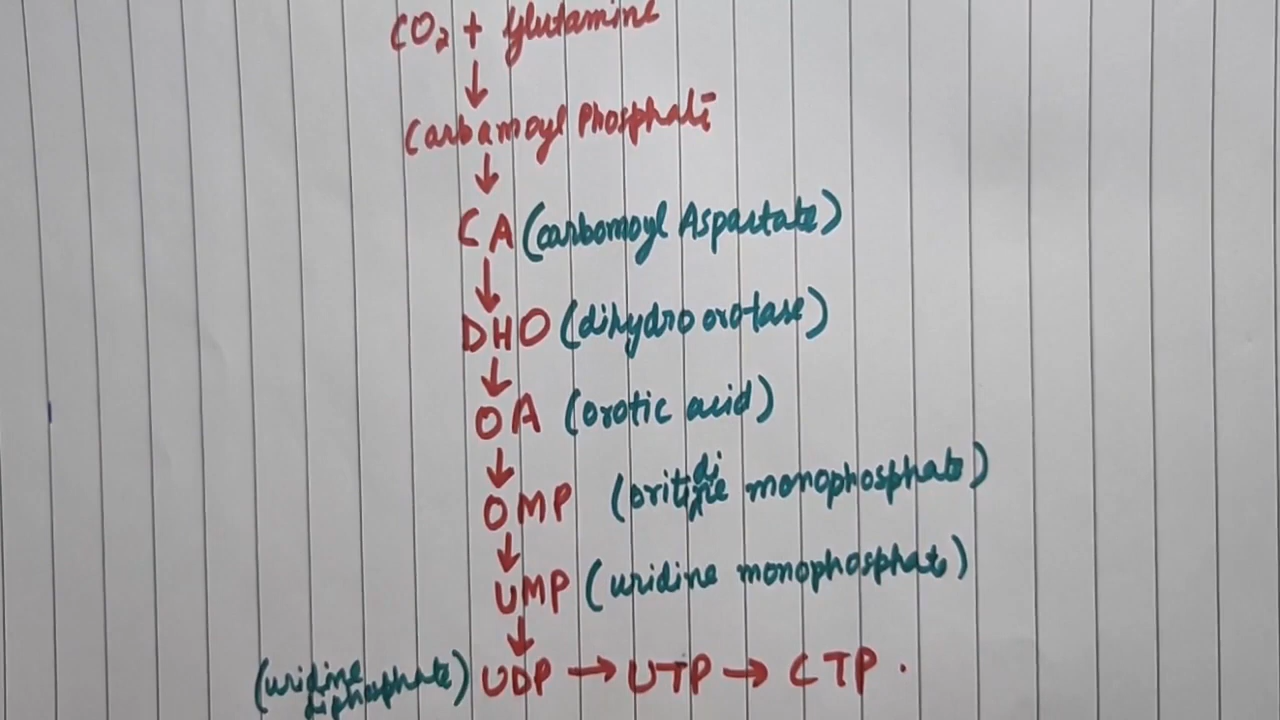 CO2 + Glutamine
↓
Carbamoyl Phosphate
↓
CA (carbomoyl Aspartate)
↓
DHO (dihydro orotase)
↓
OA (orotic acid)
↓
OMP (oritidine monophosphate)
↓
UMP (uridine monophosphate)
↓
(uridine diphosphate) UDP → UTP → CTP .